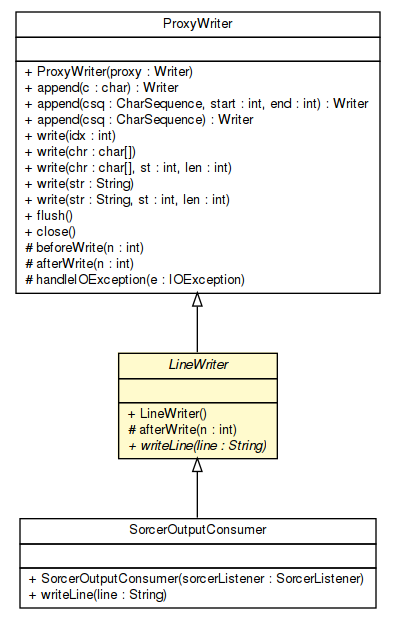 ProxyWriter
+ ProxyWriter(proxy : Writer)
+ append(c : char) : Writer
+ append(csq : CharSequence, start : int, end : int) : Writer
+ append(csq : CharSequence) : Writer
+ write(idx : int)
+ write(chr : char[])
+ write(chr : char[], st : int, len : int)
+ write(str : String)
+ write(str : String, st : int, len : int)
+ flush()
+ close()
# beforeWrite(n : int)
# afterWrite(n : int)
# handleIOException(e : IOException)
LineWriter
+ LineWriter()
# afterWrite(n : int)
+ writeLine(line : String)
SorcerOutputConsumer
+ SorcerOutputConsumer(sorcerListener : SorcerListener)
+ writeLine(line : String)